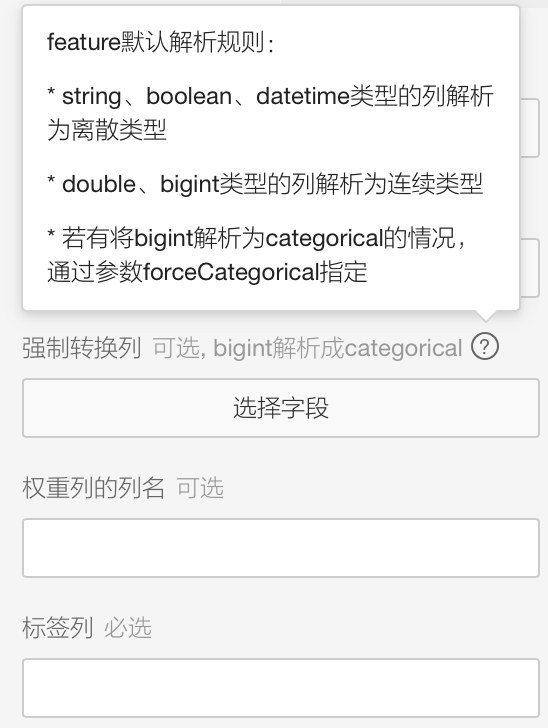 feature默认解析规则：
* string、boolean、datetime类型的列解析
为离散类型
* double、bigint类型的列解析为连续类型
* 若有将bigint解析为categorical的情况，
通过参数forceCategorical指定
强制转换列 可选, bigint解析成categorical ?
选择字段
权重列的列名 可选
标签列 必选